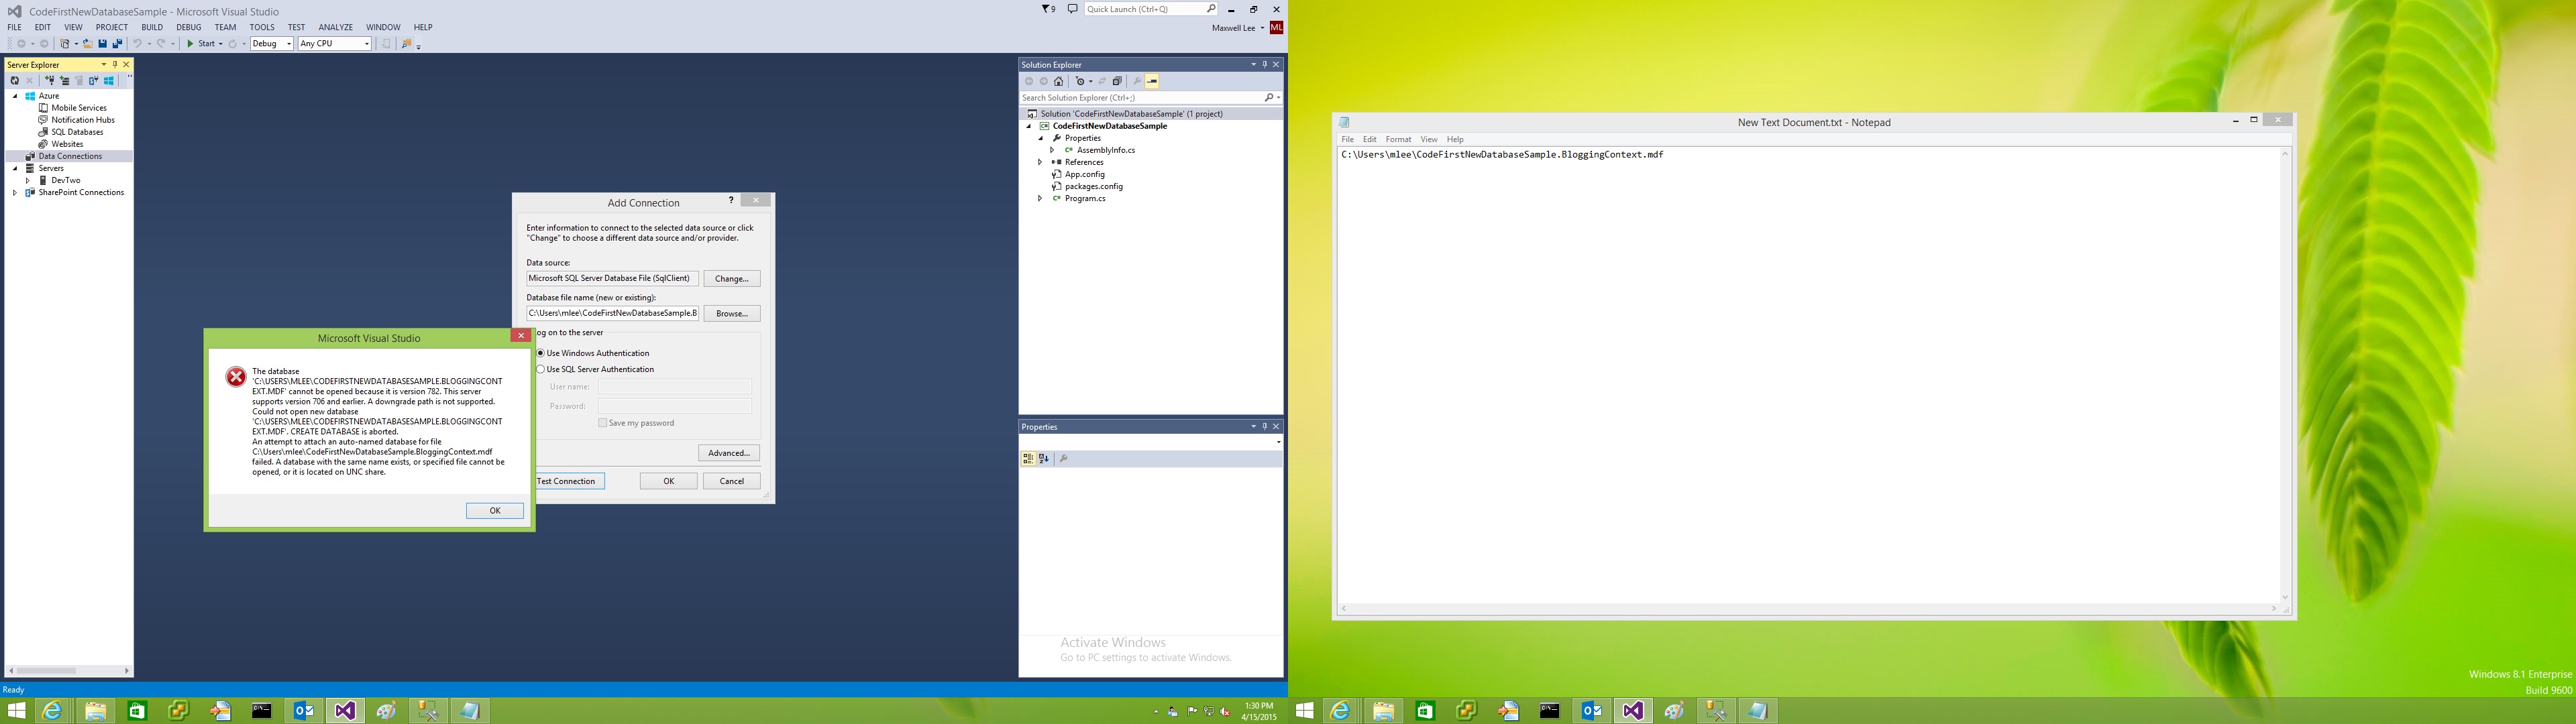 CodeFirstNewDatabaseSample - Microsoft Visual Studio
9
Quick Launch (Ctrl+Q)
FILE EDIT VIEW PROJECT BUILD DEBUG TEAM TOOLS TEST ANALYZE WINDOW HELP
Maxwell Lee
ML
Start
Debug
Any CPU
Server Explorer
Azure
Mobile Services
Notification Hubs
SQL Databases
Websites
Data Connections
Servers
DevTwo
SharePoint Connections
Add Connection
?
Enter information to connect to the selected data source or click
"Change" to choose a different data source and/or provider.
Data source:
Microsoft SQL Server Database File (SqlClient)
Change...
Database file name (new or existing):
C:\Users\mlee\CodeFirstNewDatabaseSample.B
Browse...
og on to the server
Use Windows Authentication
Use SQL Server Authentication
User name:
Password:
Save my password
Advanced...
Test Connection
OK
Cancel
Microsoft Visual Studio
The database
'C:\USERS\MLEE\CODEFIRSTNEWDATABASESAMPLE.BLOGGINGCONT
EXT.MDF' cannot be opened because it is version 782. This server
supports version 706 and earlier. A downgrade path is not supported.
Could not open new database
'C:\USERS\MLEE\CODEFIRSTNEWDATABASESAMPLE.BLOGGINGCONT
EXT.MDF'. CREATE DATABASE is aborted.
An attempt to attach an auto-named database for file
C:\Users\mlee\CodeFirstNewDatabaseSample.BloggingContext.mdf
failed. A database with the same name exists, or specified file cannot be
opened, or it is located on UNC share.
OK
Solution Explorer
Search Solution Explorer (Ctrl+;)
Solution 'CodeFirstNewDatabaseSample' (1 project)
CodeFirstNewDatabaseSample
Properties
AssemblyInfo.cs
References
App.config
packages.config
Program.cs
Properties
Activate Windows
Go to PC settings to activate Windows.
Ready
1:30 PM
4/15/2015
New Text Document.txt - Notepad
File Edit Format View Help
C:\Users\mlee\CodeFirstNewDatabaseSample.BloggingContext.mdf
Windows 8.1 Enterprise
Build 9600